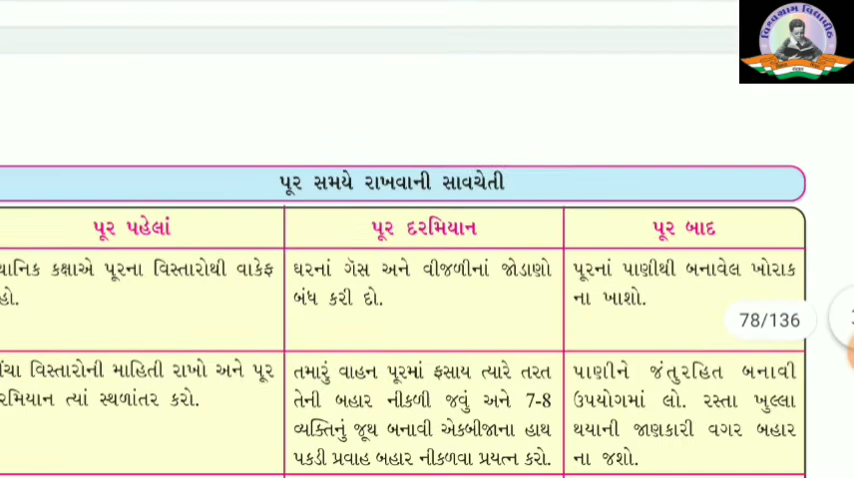 વિશ્વગ્રામ વિદ્યાપીઠ
પૂર સમયે રાખવાની સાવચેતી
પૂર પહેલાં
પૂર દરમિયાન
પૂર બાદ
કક્ષાએ પૂરના વિસ્તારોથી વાકેફ
ઘરનાં ગૅસ અને વીજળીનાં જોડાણો
બંધ કરી દો.
પૂરનાં પાણીથી બનાવેલ ખોરાક
ના ખાશો.
78/136
વિસ્તારોની માહિતી રાખો અને પૂર
ત્યાં સ્થળાંતર કરો.
તમારું વાહન પૂરમાં ફસાય ત્યારે તરત
તેની બહાર નીકળી જવું અને 7-8
વ્યક્તિનું જૂથ બનાવી એકબીજાના હાથ
પકડી પ્રવાહ બહાર નીકળવા પ્રયત્ન કરો.
પાણીને જંતુરહિત બનાવી
ઉપયોગમાં લો. રસ્તા ખુલ્લા
થયાની જાણકારી વગર બહાર
ના જશો.